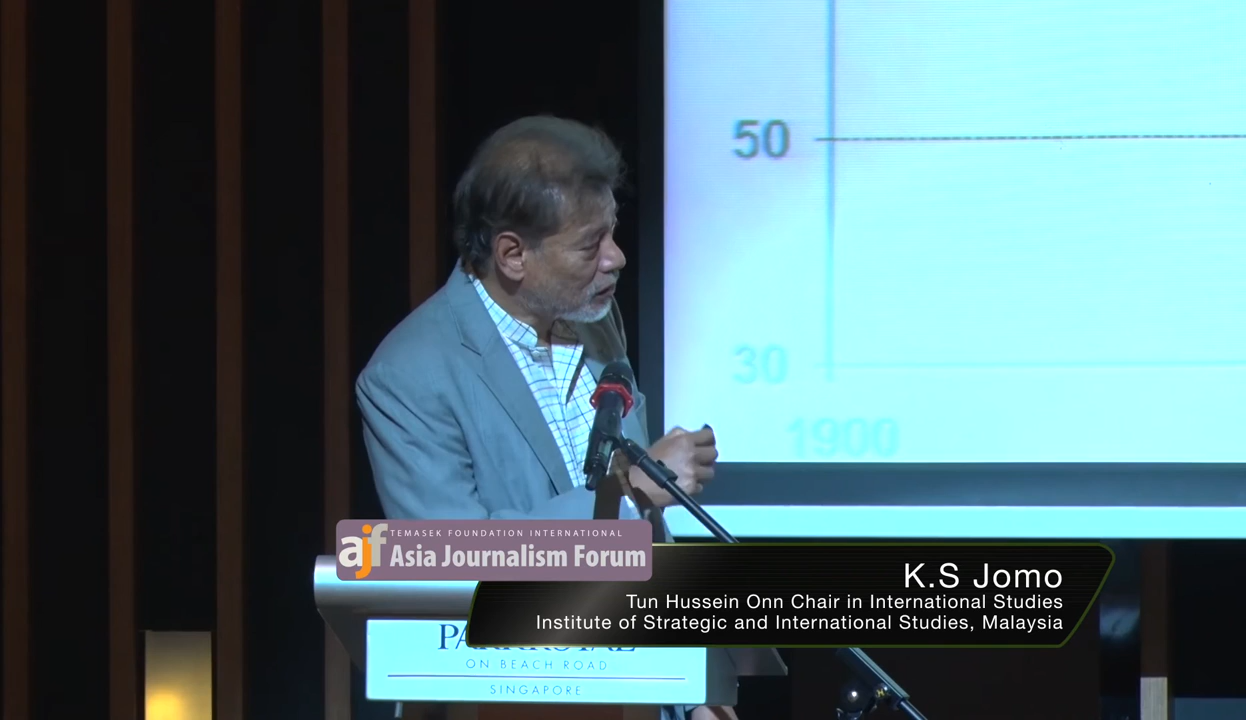 50
30
1900
ajf
TEMASEK FOUNDATION INTERNATIONAL
Asia Journalism Forum
K.S Jomo
Tun Hussein Onn Chair in International Studies
Institute of Strategic and International Studies, Malaysia
ON BEACH ROAD
SINGAPORE